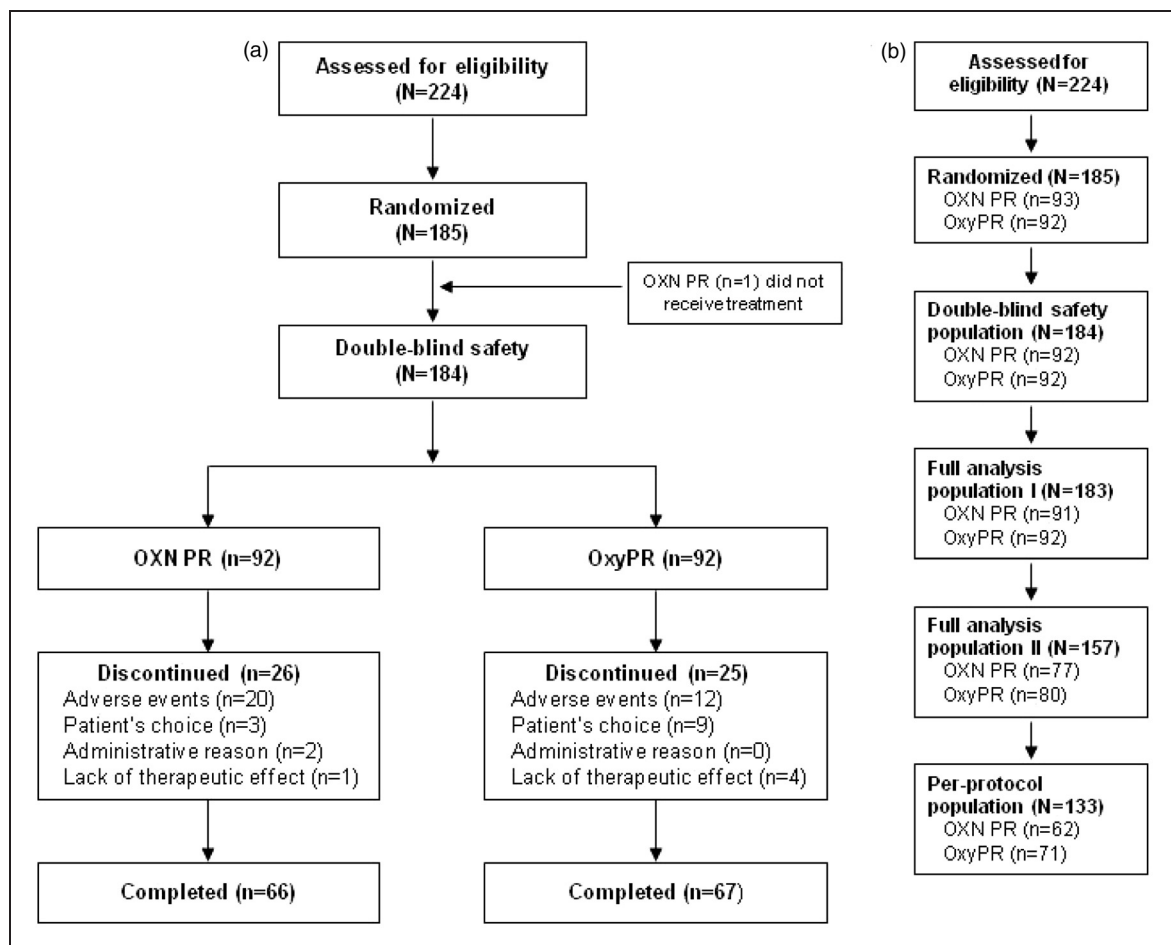 (a)
Assessed for eligibility
(N=224)
Randomized
(N=185)
OXN PR (n=1) did not
receive treatment
Double-blind safety
(N=184)
OXN PR (n=92)
OxyPR (n=92)
Discontinued (n=26)
Adverse events (n=20)
Patient's choice (n=3)
Administrative reason (n=2)
Lack of therapeutic effect (n=1)
Discontinued (n=25)
Adverse events (n=12)
Patient's choice (n=9)
Administrative reason (n=0)
Lack of therapeutic effect (n=4)
Completed (n=66)
Completed (n=67)
(b)
Assessed for
eligibility (N=224)
Randomized (N=185)
OXN PR (n=93)
OxyPR (n=92)
Double-blind safety
population (N=184)
OXN PR (n=92)
OxyPR (n=92)
Full analysis
population I (N=183)
OXN PR (n=91)
OxyPR (n=92)
Full analysis
population II (N=157)
OXN PR (n=77)
OxyPR (n=80)
Per-protocol
population (N=133)
OXN PR (n=62)
OxyPR (n=71)